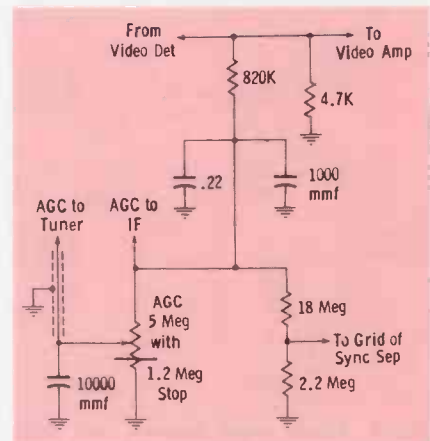 From
Video Det
To
Video Amp
820K
4.7K
.22
1000
mmf
AGC to
Tuner
AGC to
IF
AGC
5 Meg
with
1.2 Meg
Stop
10000
mmf
18 Meg
To Grid of
Sync Sep
2.2 Meg